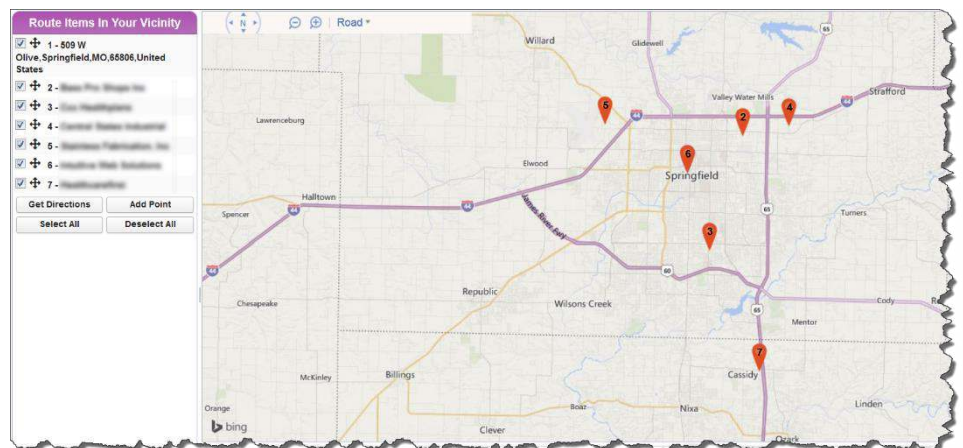 Route Items In Your Vicinity
1 - 509 W
Olive,Springfield,MO,65806,United
States
2 -
3 -
4 -
5 -
6 -
7 -
Get Directions
Add Point
Select All
Deselect All
N
Road
Willard
Glidewell
65
Valley Water Mills
Strafford
44
5
2
4
44
Lawrenceburg
6
Elwood
Springfield
Halltown
44
44
Spencer
James River Fwy
65
Turners
3
44
60
Republic
Chesapeake
Wilsons Creek
65
Cody
Mentor
7
McKinley
Billings
Cassidy
Orange
Boaz
Nixa
Linden
bing
Clever
Ozark